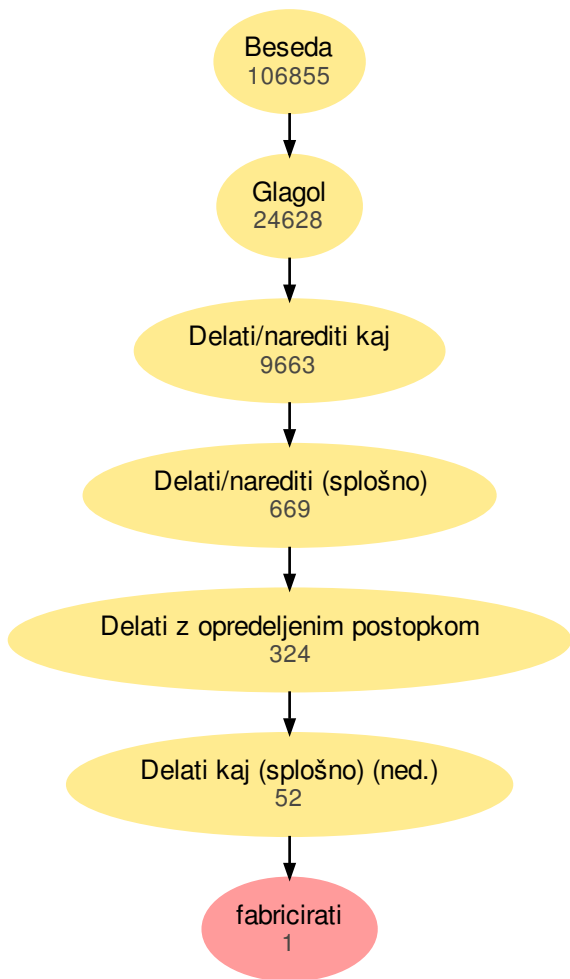 Beseda
106855
Glagol
24628
Delati/narediti kaj
9663
Delati/narediti (splošno)
669
Delati z opredeljenim postopkom
324
Delati kaj (splošno) (ned.)
52
fabricirati
1